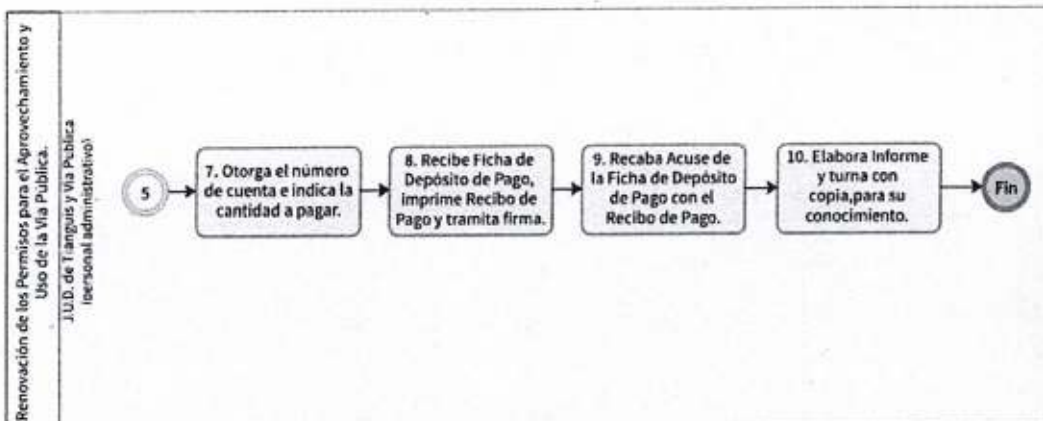 Renovación de los Permisos para el Aprovechamiento y
Uso de la Vía Pública.
J.U.D. de Tianguis y Vía Pública
(personal administrativo)
5
7. Otorga el número
de cuenta e indica la
cantidad a pagar.
8. Recibe Ficha de
Depósito de Pago,
imprime Recibo de
Pago y tramita firma.
9. Recaba Acuse de
la Ficha de Depósito
de Pago con el
Recibo de Pago.
10. Elabora Informe
y turna con
copia,para su
conocimiento.
Fin